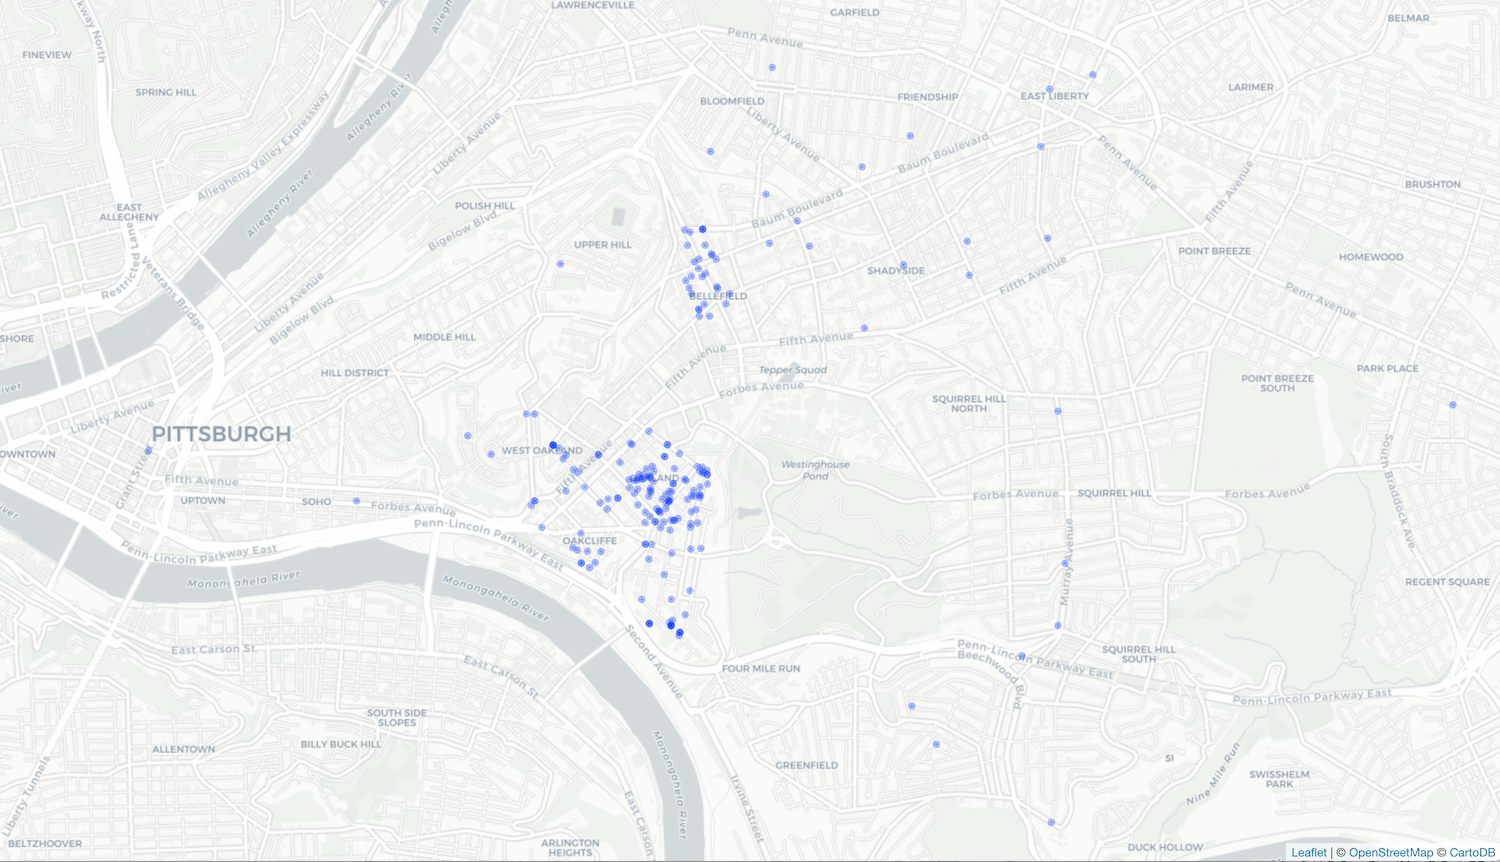 LAWRENCEVILLE
GARFIELD
BELMAR
kway North
Allegheny River
Penn Avenue
FINEVIEW
SPRING HILL
BLOOMFIELD
FRIENDSHIP
EAST LIBERTY
LARIMER
Allegheny Valley Expressway
Liberty Avenue
Liberty Avenue
Baum Boulevard
Penn Avenue
BRUSHTON
Allegheny River
EAST
ALLEGHENY
POLISH HILL
Bigelow Blvd
Baum Boulevard
Fifth Avenue
UPPER HILL
POINT BREEZE
HOMEWOOD
Restricted Lane
Veterans Bridge
SHADYSIDE
Fifth Avenue
Liberty Avenue
Bigelow Blvd
BELLEFIELD
Penn Avenue
SHORE
MIDDLE HILL
Fifth Avenue
Fifth Avenue
HILL DISTRICT
Tepper Squad
Forbes Avenue
PARK PLACE
POINT BREEZE
SOUTH
River
Liberty Avenue
SQUIRREL HILL
NORTH
PITTSBURGH
OWNTOWN
Grant Street
WEST OAKLAND
Fifth Avenue
Westinghouse
Pond
South Braddock Ave
Fifth Avenue
UPTOWN
SOHO
Forbes Avenue
Forbes Avenue
SQUIRREL HILL
Forbes Avenue
River
Penn-Lincoln Parkway East
Penn-Lincoln Parkway East
OAKCLIFFE
Murray Avenue
Monongahela River
Monongahela River
REGENT SQUARE
East Carson St
Second Avenue
East Carson St
FOUR MILE RUN
Penn-Lincoln Parkway East
Beechwood Blvd
SQUIRREL HILL
SOUTH
Penn-Lincoln Parkway East
SOUTH SIDE
SLOPES
ALLENTOWN
BILLY BUCK HILL
Monongahela River
GREENFIELD
SI
Nine Mile Run
SWISSHELM
PARK
Liberty Tunnels
East Carson
Irvine Street
BELTZHOOVER
ARLINGTON
HEIGHTS
DUCK HOLLOW
Leaflet | © OpenStreetMap © CartoDB